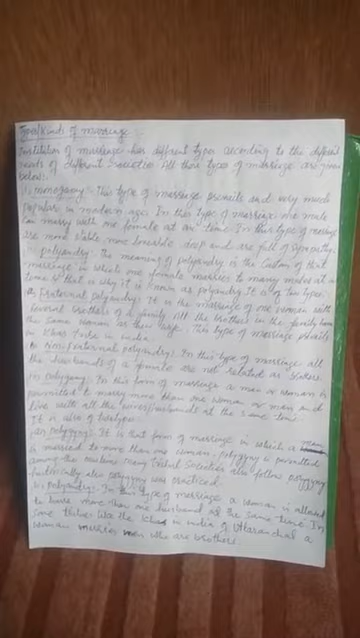 Types/Kinds of marriage :-
Institution of marriage has diffrent types according to the diffrent
needs of diffrent societies. All these types of marriage are given
below:-
monogamy:- This type of marriage prevails and very much
popular in modern age. In this type of marriage one male
can marry with one female at an time. In this type of
are more stable more loveable deep and are full of sympathy.
polyandry:- the meaning of polyandry is the custom of that
marriage in which one female marries to many males at a
time & that is why it is known as polyandry. It is of two types.
Fraternal polyandry:- It is the marriage of one woman with
several brothers of a family. All the brothers in the family have
the same woman as their wife. This type of marriage prevails
in Khas tribe in india.
Non-fraternal polyandry:- In this type of marriage all
the husbands of a female are not related as
polygamy:- In this form of marriage a man or woman is
permitted to marry more than one woman or man and
live with all the wives/husbands at the same time.
It is also of two types.
polygyny:- It is that form of marriage in which a man
is married to more than one woman. polygyny is permitted
among the muslims. Many Tribal Societies also follow polygyny
historically also polygyny was practiced.
polyandry:- In this type of marriage a woman is allowed
to have more than one husband at the same time. In
some tribes like the Khas in india of Uttaranchal a
woman marries men who are brothers.